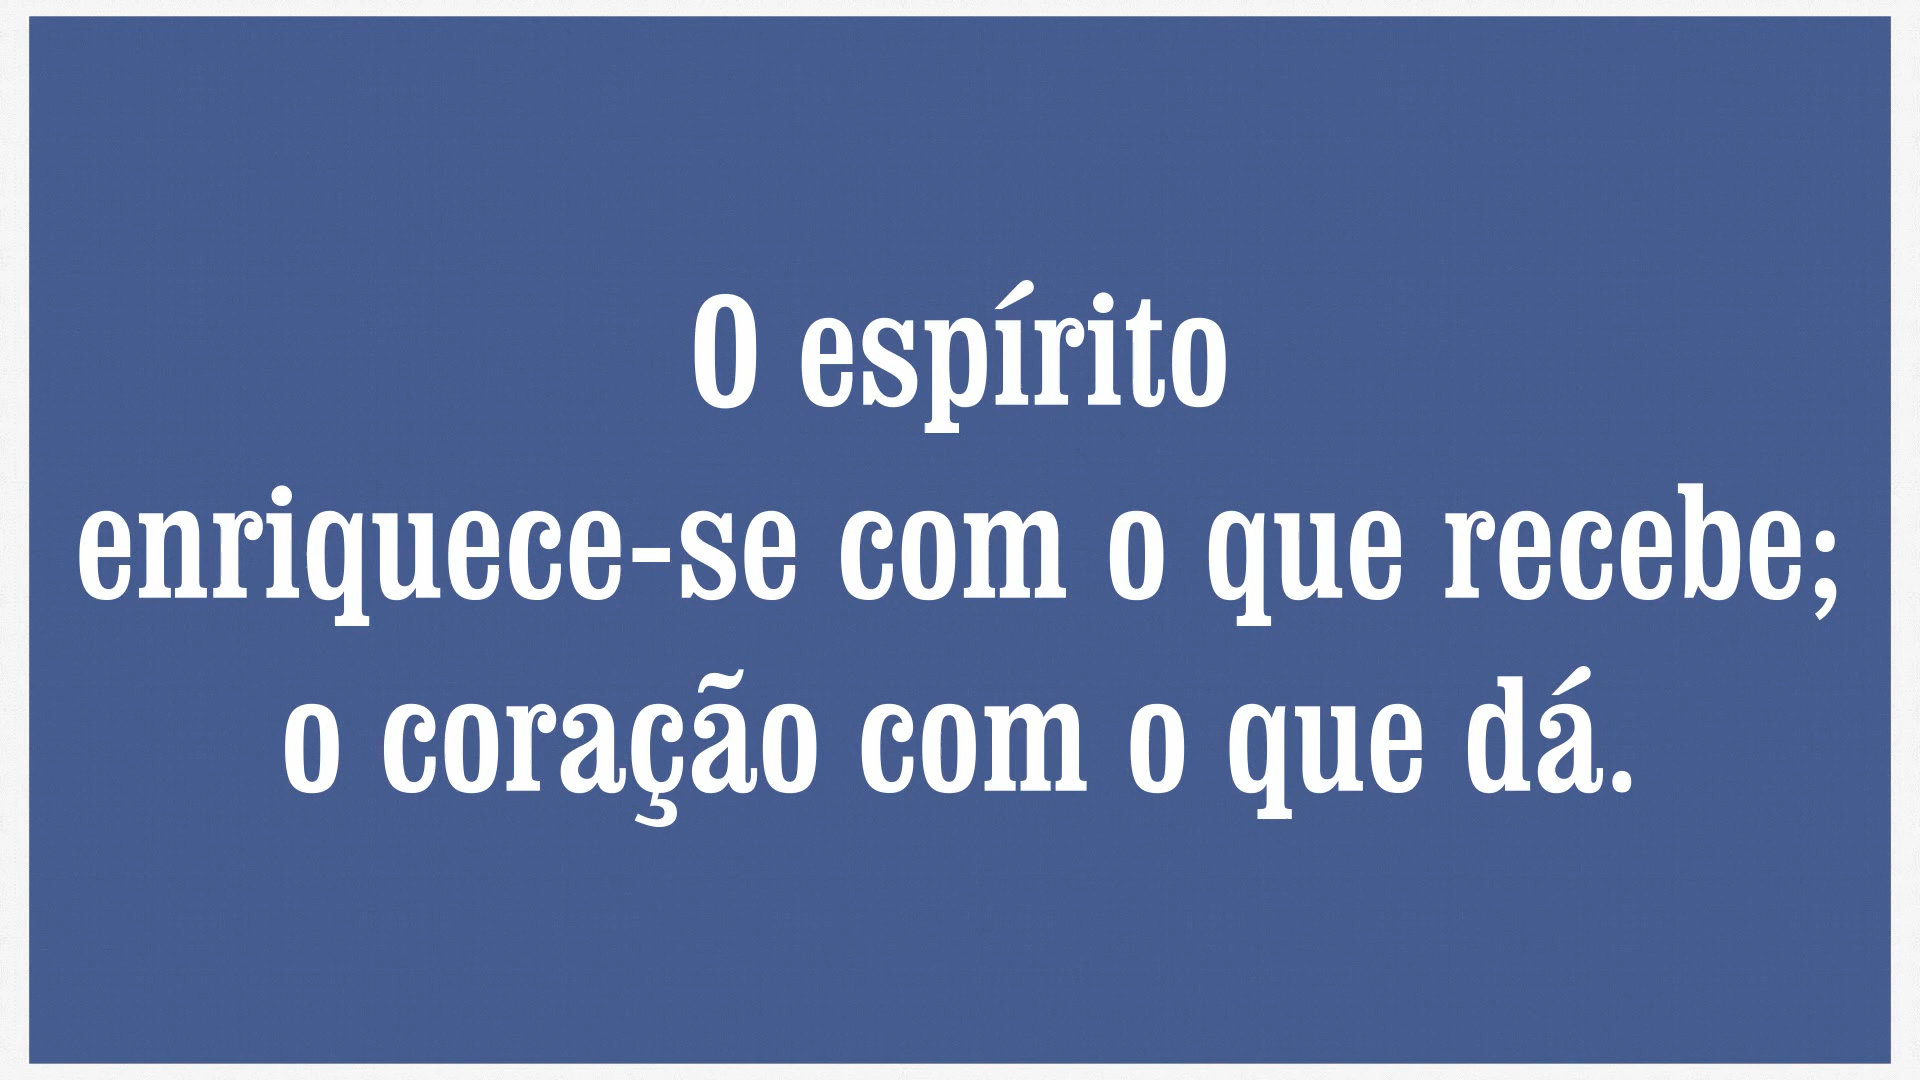 O espírito
enriquece-se com o que recebe;
o coração com o que dá.